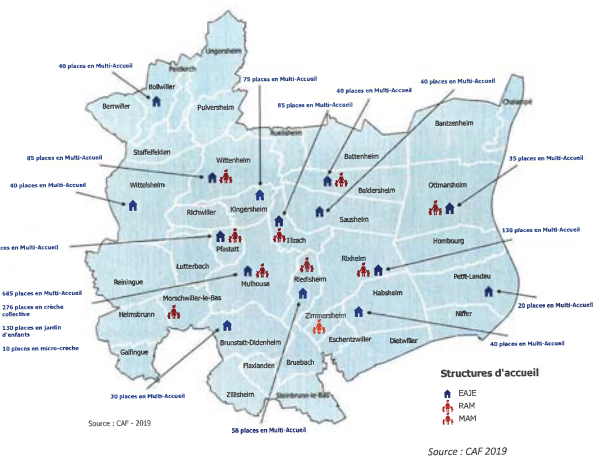 Ungersheim
40 places en Multi-Accueil
Feldkirch
75 places en Multi-Accueil
40 places en Multi-Accueil
Bollwiller
40 places en Multi-Accueil
85 places en Multi-Accueil
Chalampé
Berrwiller
Pulversheim
Bantzenheim
Ruelisheim
Staffelfelden
Wittenheim
Battenheim
85 places en Multi-Accueil
35 places en Multi-Accueil
40 places en Multi-Accueil
Wittelsheim
Baldersheim
Ottmarsheim
Richwiller
Kingersheim
Sausheim
130 places en Multi-Accueil
Illzach
Hombourg
ces en Multi-Accueil
Pfastatt
Rixheim
Lutterbach
Reiningue
Mulhouse
Riedisheim
Petit-Landau
685 places en Multi-Accueil
Habsheim
276 places en crèche
collective
Morschwiller-le-Bas
20 places en Multi-Accueil
Heimsbrunn
Zimmersheim
Niffer
130 places en jardin
d'enfants
Eschentzwiller
Dietwiller
40 places en Multi-Accueil
10 places en micro-crèche
Brunstatt-Didenheim
Galfingue
Bruebach
Flaxlanden
Structures d'accueil
30 places en Multi-Accueil
Zillisheim
Steinbrunn-le-Bas
EAJE
RAM
MAM
Source : CAF - 2019
58 places en Multi-Accueil
Source : CAF 2019